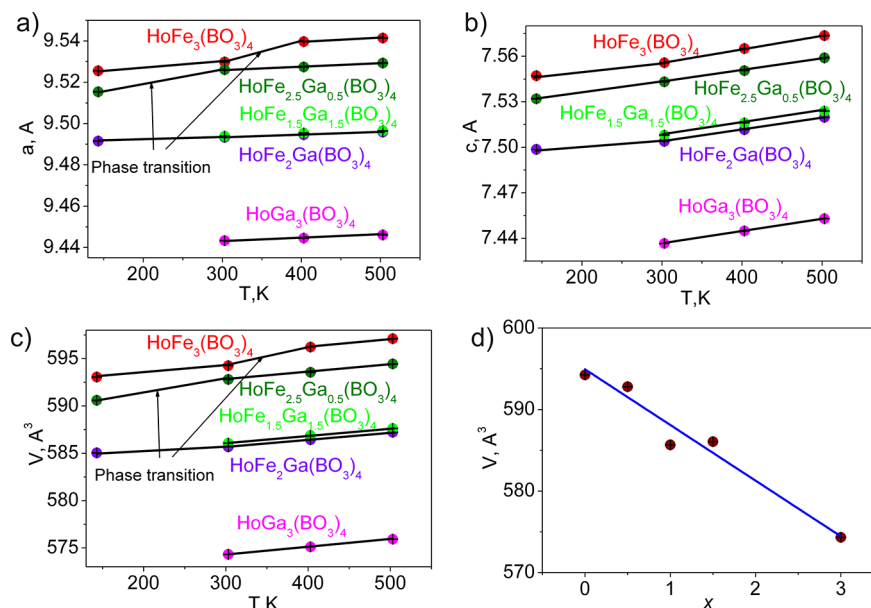 a)
9.54
9.52
9.50
9.48
9.46
9.44
a, A
HoFe₃(BO₃)₄
HoFe₂.₅Ga₀.₅(BO₃)₄
HoFe₁.₅Ga₁.₅(BO₃)₄
Phase transition
HoFe₂Ga(BO₃)₄
HoGa₃(BO₃)₄
200 300 400 500
T,K
b)
7.56
7.53
7.50
7.47
7.44
c, A
HoFe₃(BO₃)₄
HoFe₂.₅Ga₀.₅(BO₃)₄
HoFe₁.₅Ga₁.₅(BO₃)₄
HoFe₂Ga(BO₃)₄
HoGa₃(BO₃)₄
200 300 400 500
T,K
c)
595
590
585
580
575
V, A³
HoFe₃(BO₃)₄
HoFe₂.₅Ga₀.₅(BO₃)₄
HoFe₁.₅Ga₁.₅(BO₃)₄
Phase transition
HoFe₂Ga(BO₃)₄
HoGa₃(BO₃)₄
200 300 400 500
T,K
d)
600
590
580
570
V, A³
0 1 2 3
x